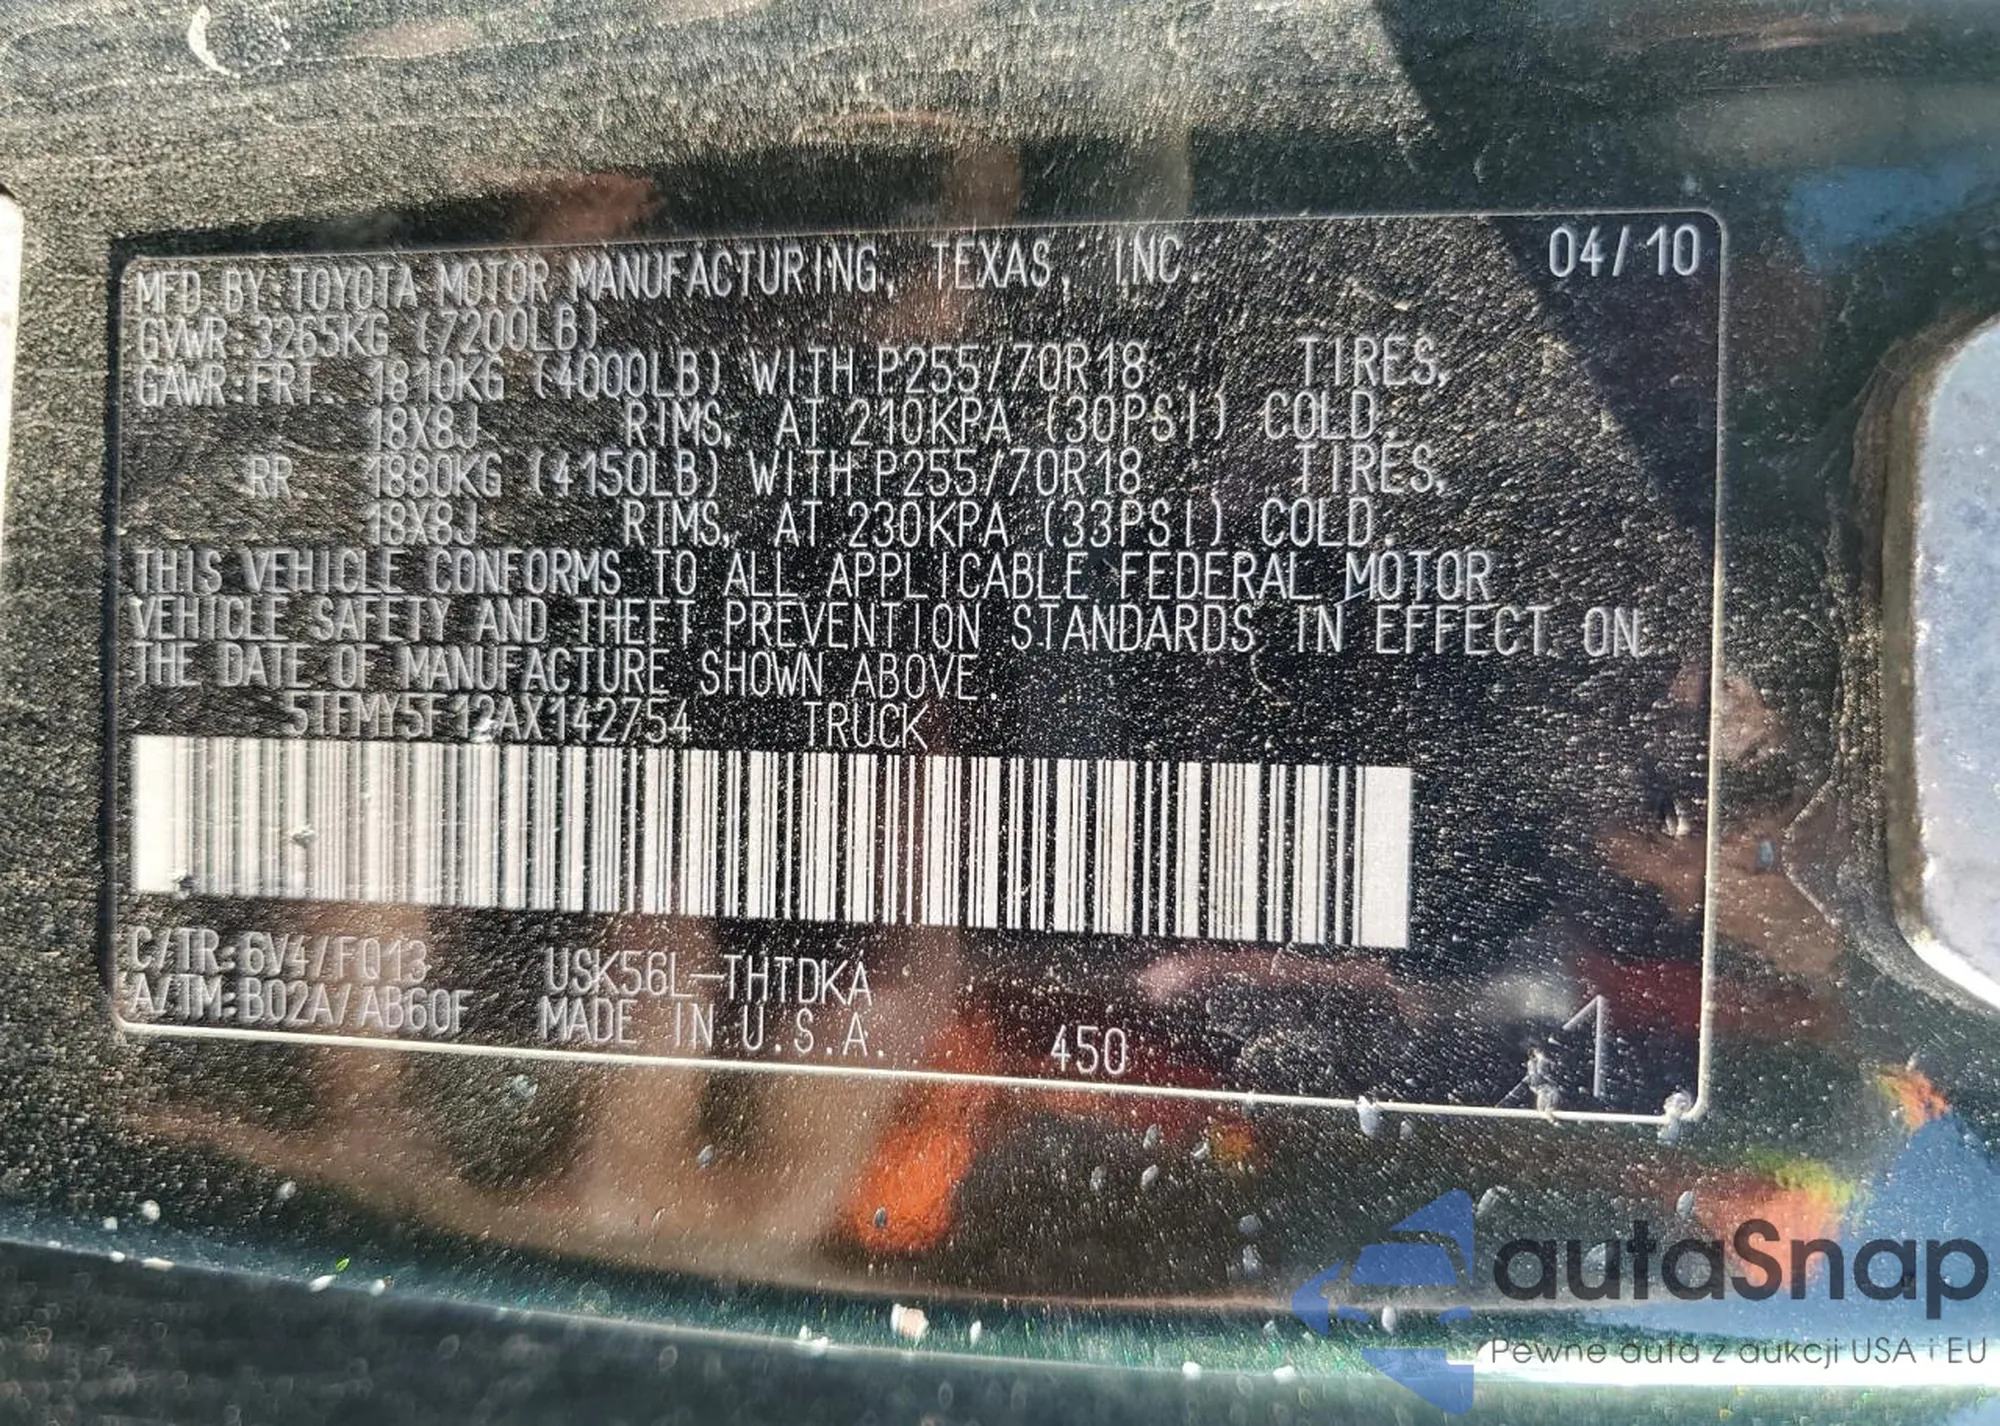 04/10
MFD BY TOYOTA MOTOR MANUFACTURING, TEXAS, INC.
GVWR 3265KG (7200LB)
GAWR:FRT. 1810KG (4000LB) WITH P255/70R18 TIRES,
18X8J RIMS, AT 210KPA (30PSI) COLD.
RR 1880KG (4150LB) WITH P255/70R18 TIRES,
18X8J RIMS, AT 230KPA (33PSI) COLD.
THIS VEHICLE CONFORMS TO ALL APPLICABLE FEDERAL MOTOR
VEHICLE SAFETY AND THEFT PREVENTION STANDARDS IN EFFECT ON
THE DATE OF MANUFACTURE SHOWN ABOVE.
5TFMY5F12AX142754 TRUCK
C/TR:6V4/FQ13 USK56L-THTDKA
A/TM:B02A/AB60F MADE IN U.S.A. 450
1
autaSnap
Pewne auta z aukcji USA i EU